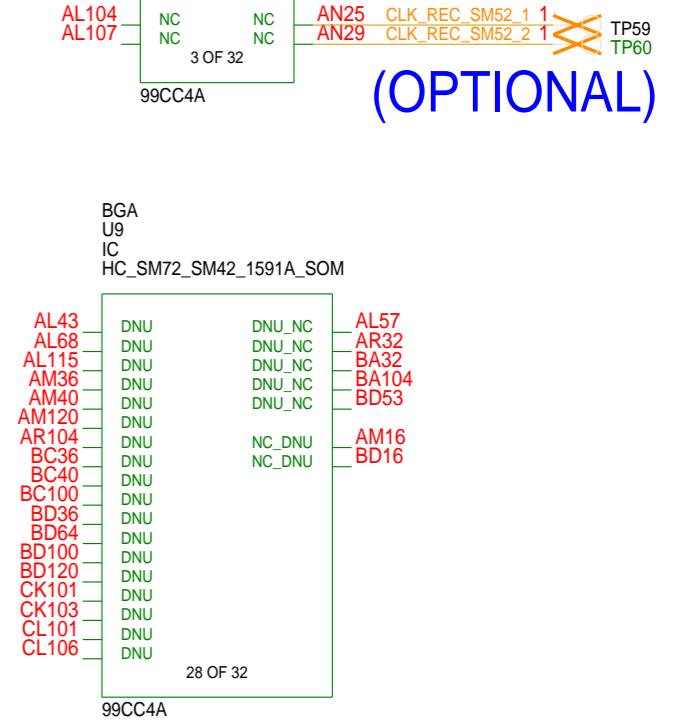 AL104 NC NC AN25 CLK_REC_SM52_1 1 TP59
AL107 NC NC AN29 CLK_REC_SM52_2 1 TP60
3 OF 32
99CC4A
(OPTIONAL)
BGA
U9
IC
HC_SM72_SM42_1591A_SOM
AL43 DNU DNU_NC AL57
AL68 DNU DNU_NC AR32
AL115 DNU DNU_NC BA32
AM36 DNU DNU_NC BA104
AM40 DNU DNU_NC BD53
AM120 DNU
AR104 DNU NC_DNU AM16
BC36 DNU NC_DNU BD16
BC40 DNU
BC100 DNU
BD36 DNU
BD64 DNU
BD100 DNU
BD120 DNU
CK101 DNU
CK103 DNU
CL101 DNU
CL106 DNU
28 OF 32
99CC4A